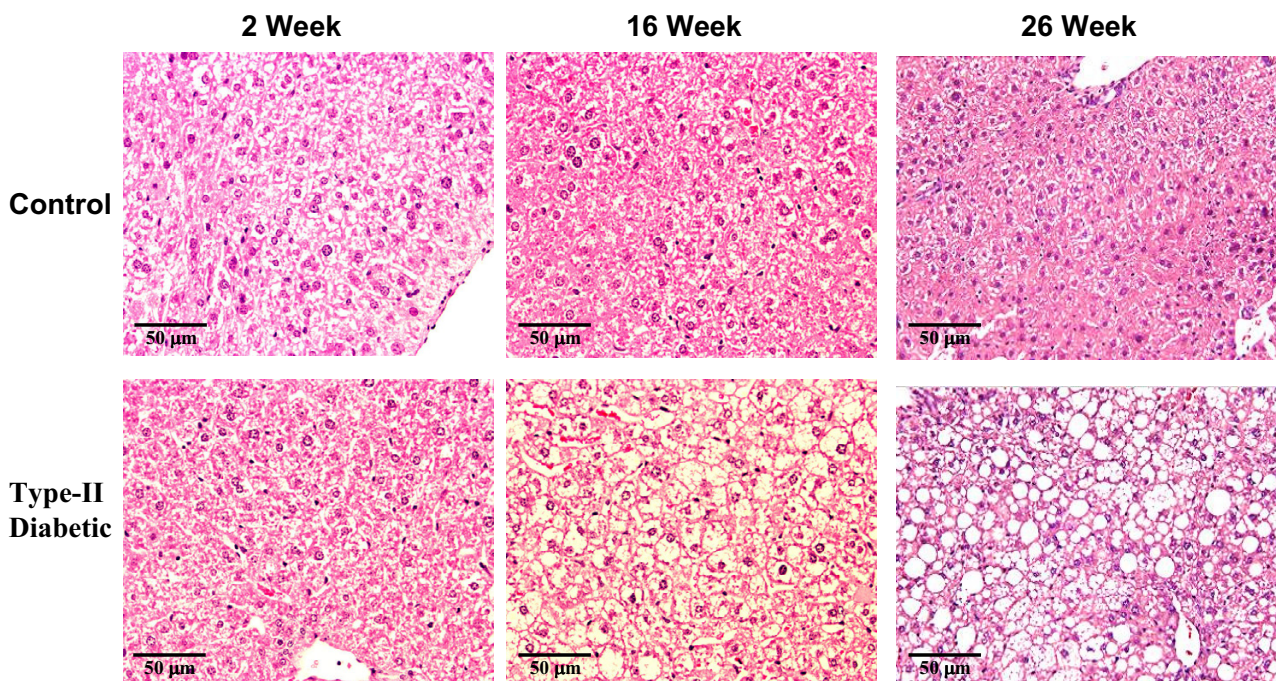 2 Week
16 Week
26 Week
Control
50 μm
50 μm
50 μm
Type-II
Diabetic
50 μm
50 μm
50 μm